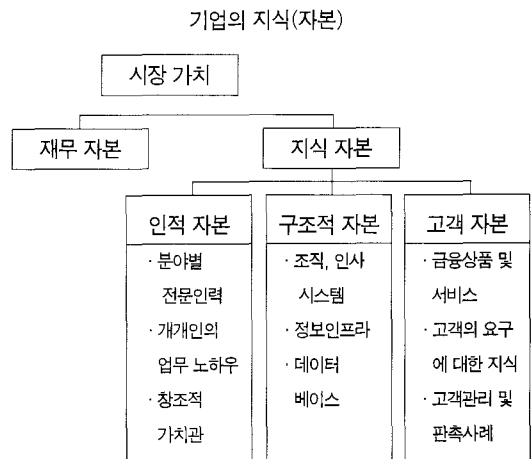 기업의 지식(자본)
시장 가치
재무 자본
지식 자본
인적 자본
· 분야별
전문인력
· 개개인의
업무 노하우
· 창조적
가치관
구조적 자본
· 조직, 인사
시스템
· 정보인프라
· 데이터
베이스
고객 자본
· 금융상품 및
서비스
· 고객의 요구
에 대한 지식
· 고객관리 및
판촉사례